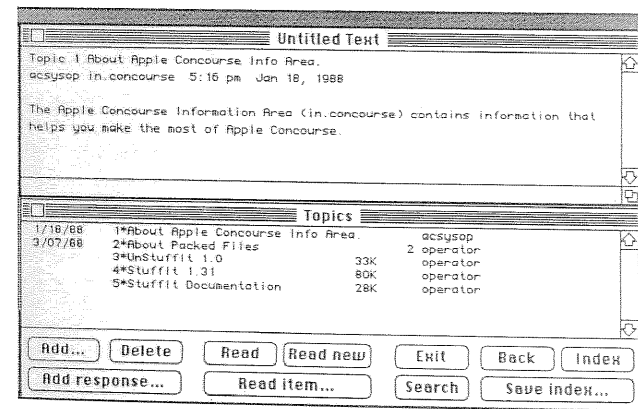 Untitled Text
Topic 1 About Apple Concourse Info Area.
acsysop in.concourse 5:16 pm Jan 18, 1988
The Apple Concourse Information Area (in.concourse) contains information that
helps you make the most of Apple Concourse.
Topics
1/18/88 1*About Apple Concourse Info Area. acsysop
3/07/88 2*About Packed Files 2 operator
3*UnStuffit 1.0 33K operator
4*Stuffit 1.31 80K operator
5*Stuffit Documentation 28K operator
Add... Delete Read Read new Exit Back Index
Add response... Read item... Search Save index...